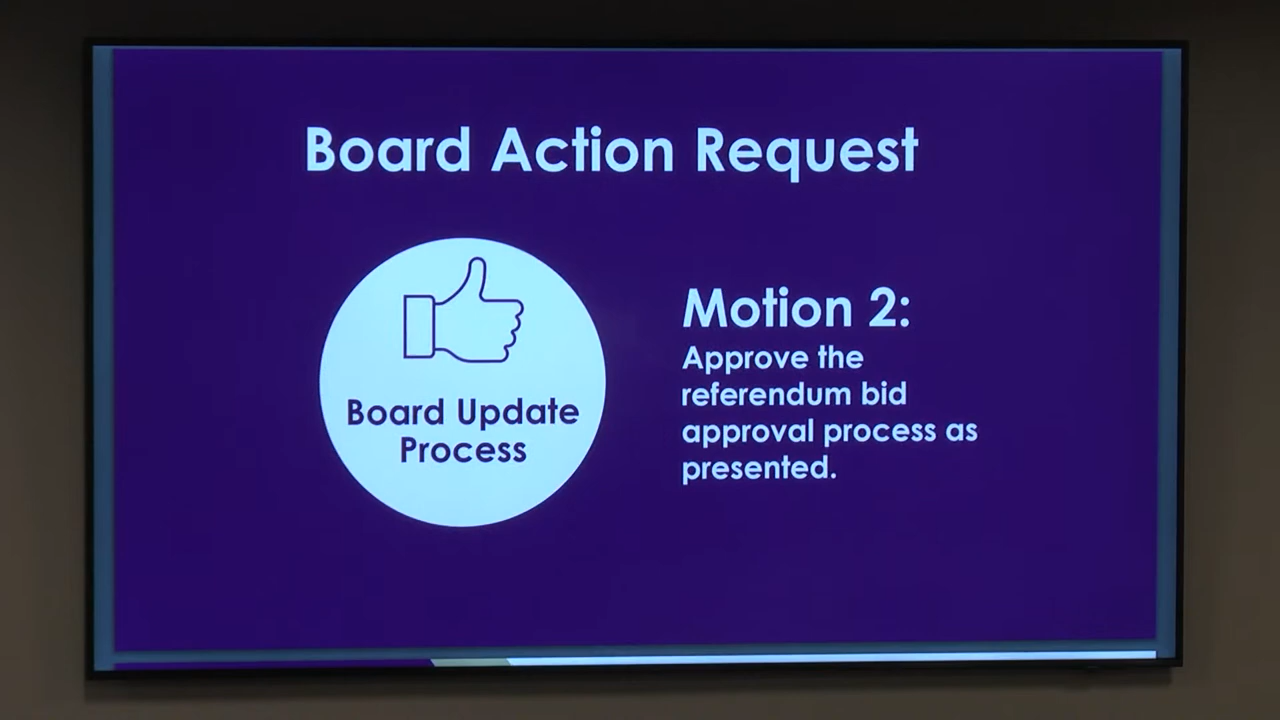 Board Action Request
Board Update
Process
Motion 2:
Approve the
referendum bid
approval process as
presented.